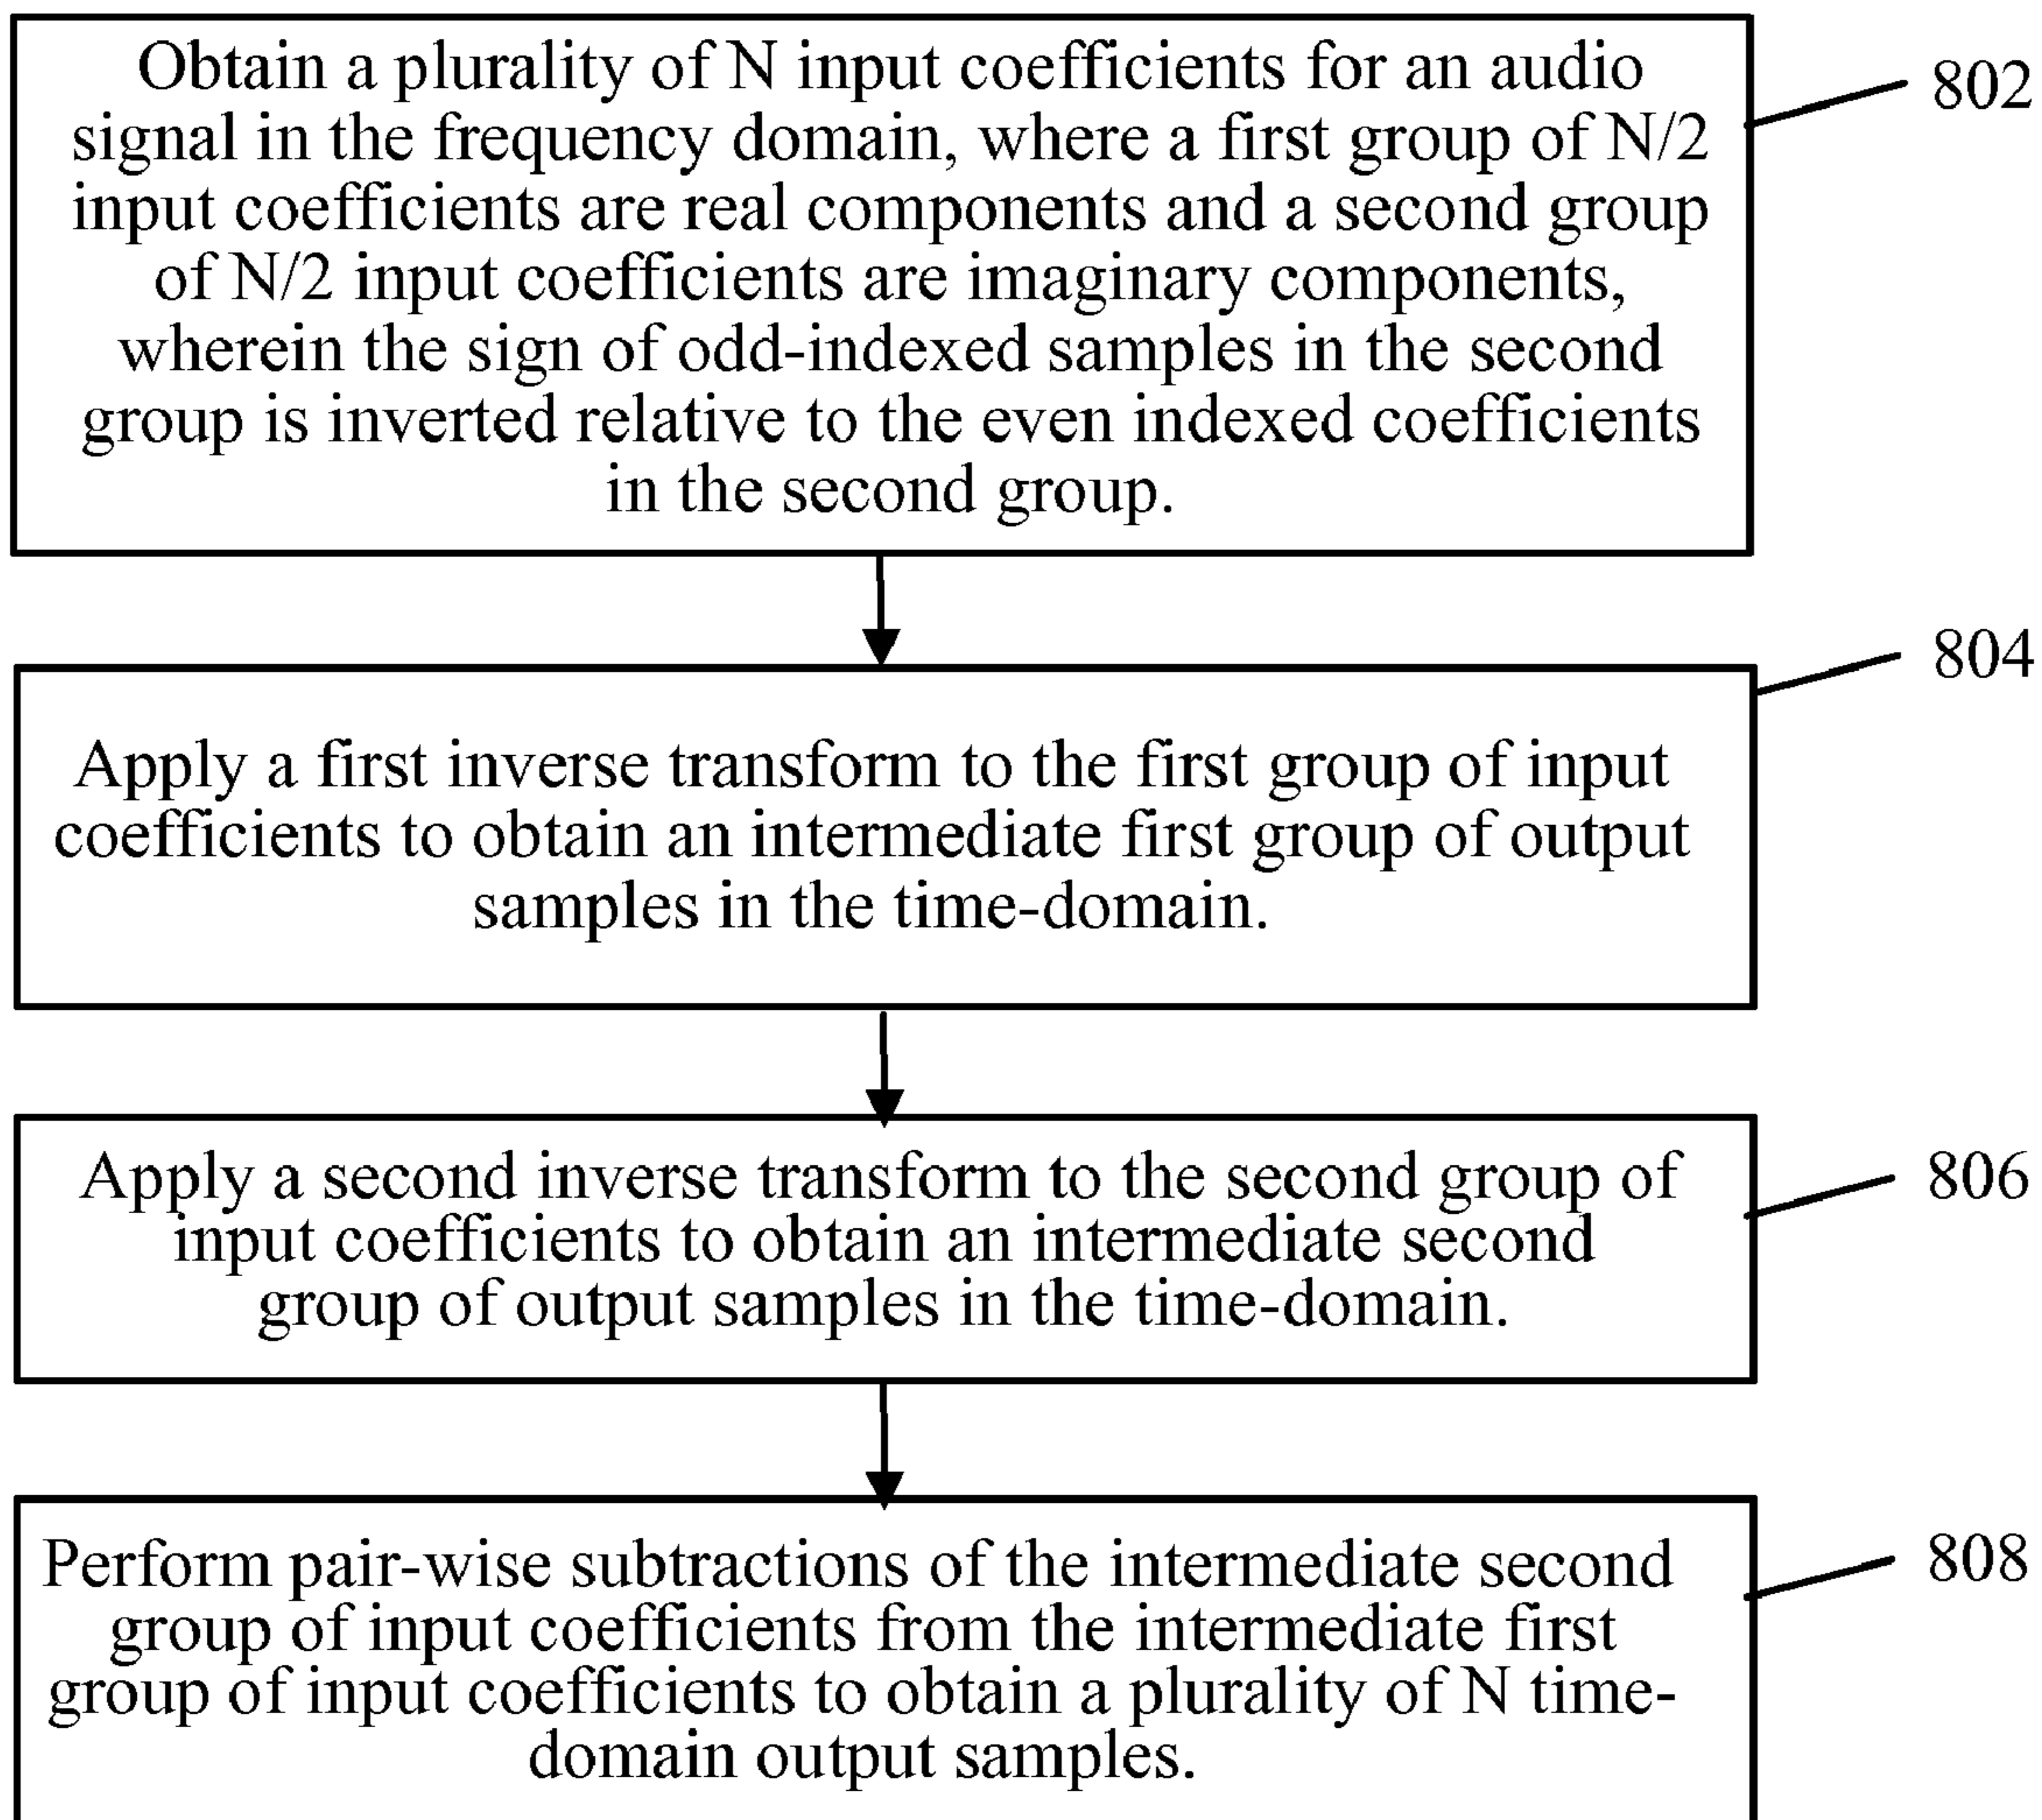 Obtain a plurality of N input coefficients for an audio
signal in the frequency domain, where a first group of N/2
input coefficients are real components and a second group
of N/2 input coefficients are imaginary components,
wherein the sign of odd-indexed samples in the second
group is inverted relative to the even indexed coefficients
in the second group.
802
Apply a first inverse transform to the first group of input
coefficients to obtain an intermediate first group of output
samples in the time-domain.
804
Apply a second inverse transform to the second group of
input coefficients to obtain an intermediate second
group of output samples in the time-domain.
806
Perform pair-wise subtractions of the intermediate second
group of input coefficients from the intermediate first
group of input coefficients to obtain a plurality of N time-
domain output samples.
808